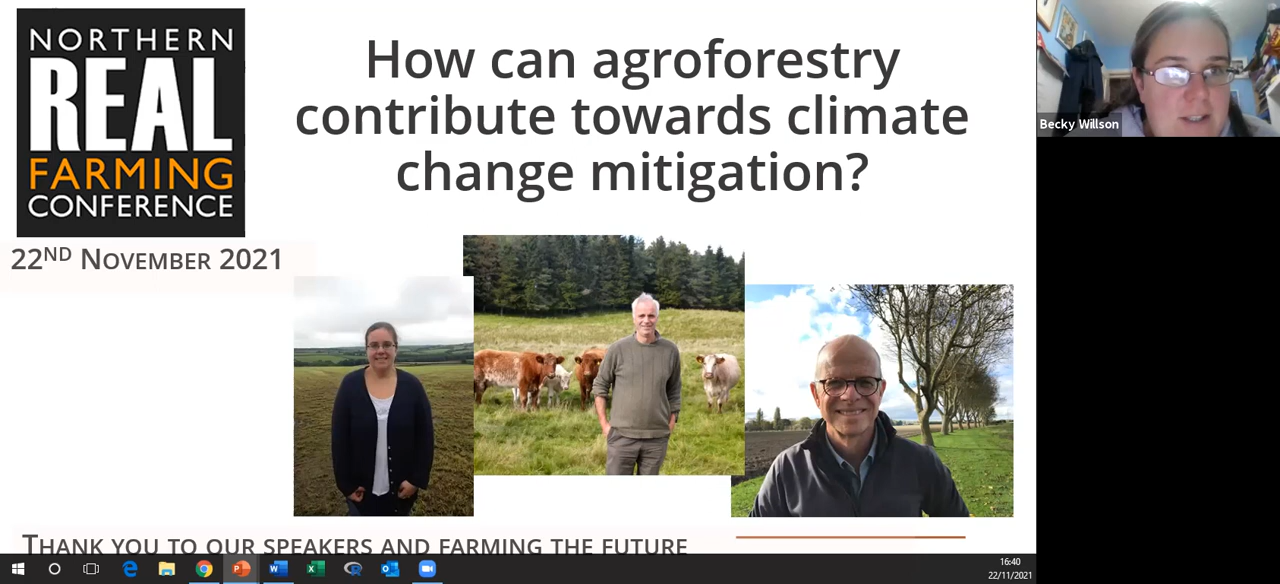 NORTHERN
REAL
FARMING
CONFERENCE
How can agroforestry
contribute towards climate
change mitigation?
Becky Willson
22ND NOVEMBER 2021
THANK YOU TO OUR SPEAKERS AND FARMING THE FUTURE
16:40
22/11/2021